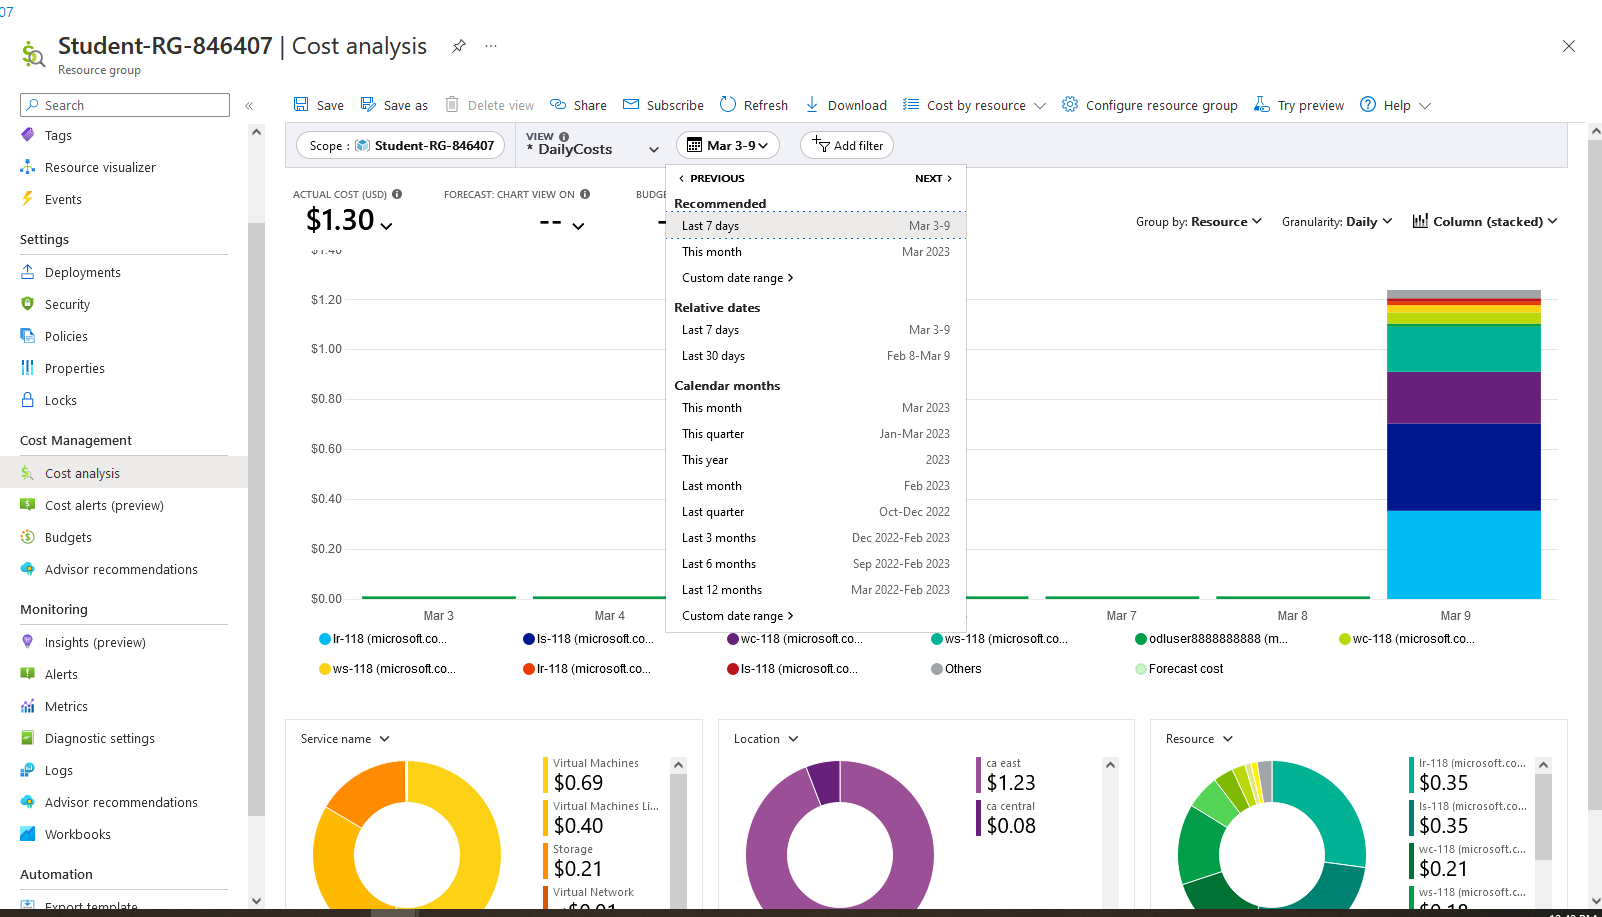 07
Student-RG-846407 | Cost analysis ...
Resource group
Search «
Save Save as Delete view Share Subscribe Refresh Download Cost by resource Configure resource group Try preview Help
Tags
Resource visualizer
Events
Settings
Deployments
Security
Policies
Properties
Locks
Cost Management
Cost analysis
Cost alerts (preview)
Budgets
Advisor recommendations
Monitoring
Insights (preview)
Alerts
Metrics
Diagnostic settings
Logs
Advisor recommendations
Workbooks
Automation
Export template
Scope : Student-RG-846407
VIEW
* DailyCosts
Mar 3-9
Add filter
ACTUAL COST (USD)
$1.30
FORECAST: CHART VIEW ON
--
Group by: Resource Granularity: Daily Column (stacked)
< PREVIOUS NEXT >
Recommended
Last 7 days Mar 3-9
This month Mar 2023
Custom date range >
Relative dates
Last 7 days Mar 3-9
Last 30 days Feb 8-Mar 9
Calendar months
This month Mar 2023
This quarter Jan-Mar 2023
This year 2023
Last month Feb 2023
Last quarter Oct-Dec 2022
Last 3 months Dec 2022-Feb 2023
Last 6 months Sep 2022-Feb 2023
Last 12 months Mar 2022-Feb 2023
Custom date range >
$1.40
$1.20
$1.00
$0.80
$0.60
$0.40
$0.20
$0.00
Mar 3 Mar 4 Mar 7 Mar 8 Mar 9
lr-118 (microsoft.co... ls-118 (microsoft.co... wc-118 (microsoft.co... ws-118 (microsoft.co... odluser8888888888 (m... wc-118 (microsoft.co...
ws-118 (microsoft.co... lr-118 (microsoft.co... ls-118 (microsoft.co... Others Forecast cost
Service name
Virtual Machines
$0.69
Virtual Machines Li...
$0.40
Storage
$0.21
Virtual Network
<$0.01
Location
ca east
$1.23
ca central
$0.08
Resource
lr-118 (microsoft.co...
$0.35
ls-118 (microsoft.co...
$0.35
wc-118 (microsoft.c...
$0.21
ws-118 (microsoft.c...
$0.18